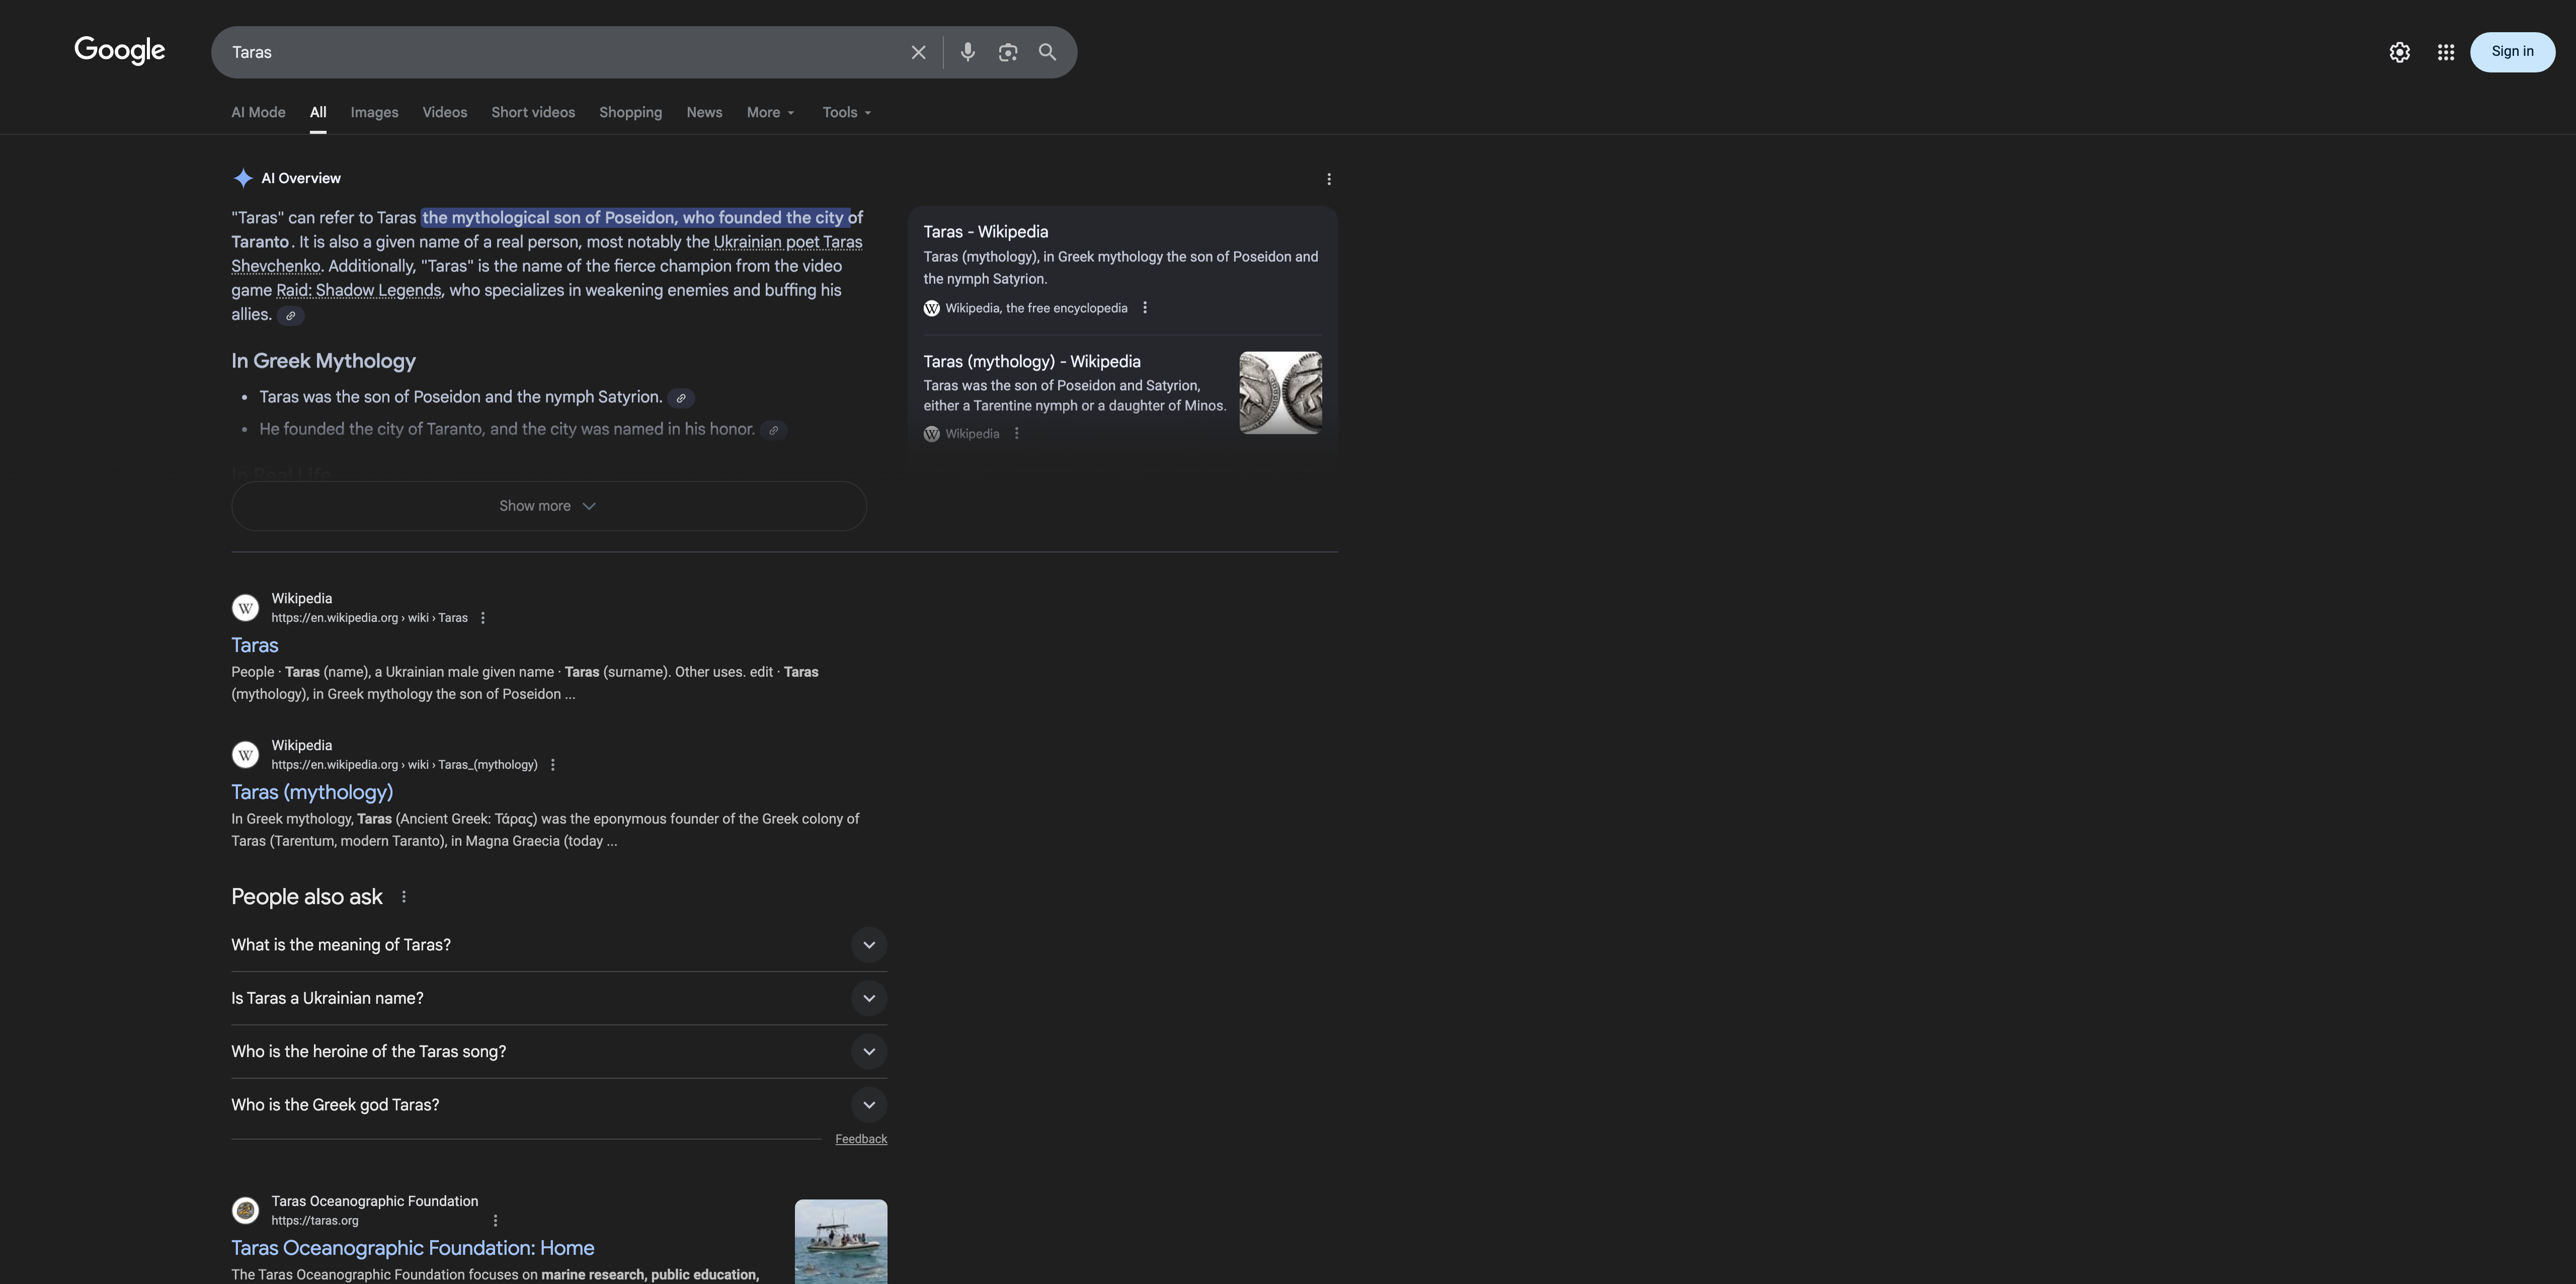 Google
Taras
Sign in
AI Mode
All
Images
Videos
Short videos
Shopping
News
More
Tools
AI Overview
"Taras" can refer to Taras the mythological son of Poseidon, who founded the city of
Taranto. It is also a given name of a real person, most notably the Ukrainian poet Taras
Shevchenko. Additionally, "Taras" is the name of the fierce champion from the video
game Raid: Shadow Legends, who specializes in weakening enemies and buffing his
allies.
In Greek Mythology
• Taras was the son of Poseidon and the nymph Satyrion.
• He founded the city of Taranto, and the city was named in his honor.
In Real Life
Show more
Taras - Wikipedia
Taras (mythology), in Greek mythology the son of Poseidon and
the nymph Satyrion.
W
Wikipedia, the free encyclopedia
Taras (mythology) - Wikipedia
Taras was the son of Poseidon and Satyrion,
either a Tarentine nymph or a daughter of Minos.
W
Wikipedia
W
Wikipedia
https://en.wikipedia.org › wiki › Taras
Taras
People · Taras (name), a Ukrainian male given name · Taras (surname). Other uses. edit · Taras
(mythology), in Greek mythology the son of Poseidon ...
W
Wikipedia
https://en.wikipedia.org › wiki › Taras_(mythology)
Taras (mythology)
In Greek mythology, Taras (Ancient Greek: Τάρας) was the eponymous founder of the Greek colony of
Taras (Tarentum, modern Taranto), in Magna Graecia (today ...
People also ask
What is the meaning of Taras?
Is Taras a Ukrainian name?
Who is the heroine of the Taras song?
Who is the Greek god Taras?
Feedback
Taras Oceanographic Foundation
https://taras.org
Taras Oceanographic Foundation: Home
The Taras Oceanographic Foundation focuses on marine research, public education,